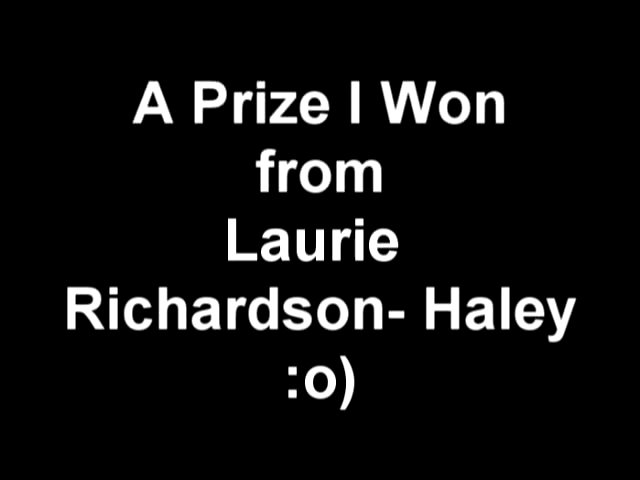 A Prize I Won
from
Laurie
Richardson- Haley
:o)